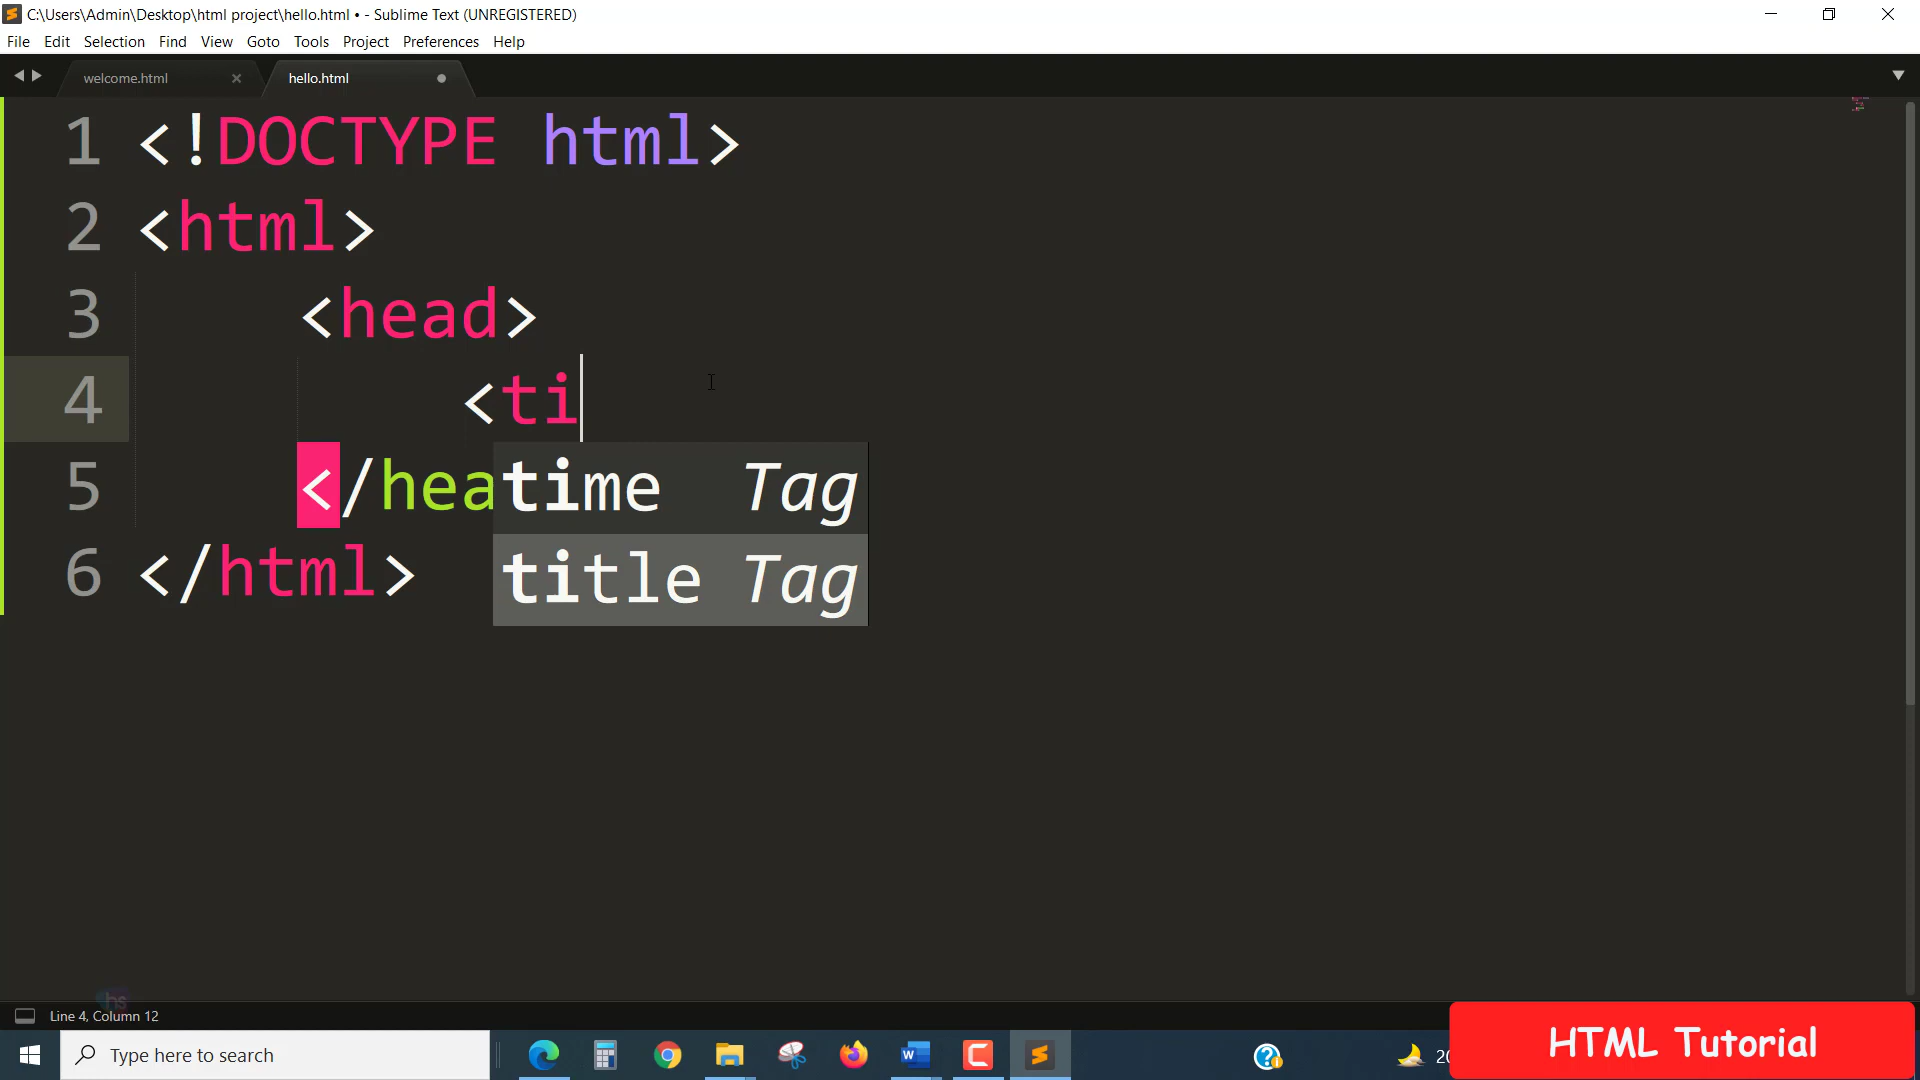 C:\Users\Admin\Desktop\html project\hello.html • - Sublime Text (UNREGISTERED)
File Edit Selection Find View Goto Tools Project Preferences Help
welcome.html hello.html
1 <!DOCTYPE html>
2 <html>
3 <head>
4 <ti
5 </hea
time Tag
title Tag
6 </html>
hs
Line 4, Column 12
Type here to search
20
HTML Tutorial